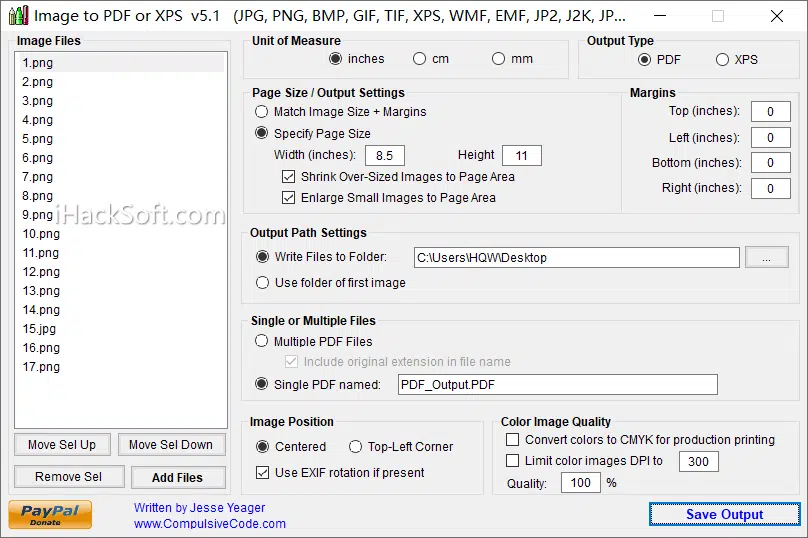 Image to PDF or XPS  v5.1   (JPG, PNG, BMP, GIF, TIF, XPS, WMF, EMF, JP2, J2K, JP...
Image Files
1.png
2.png
3.png
4.png
5.png
6.png
7.png
8.png
9.png
10.png
11.png
12.png
13.png
14.png
15.jpg
16.png
17.png
iHackSoft.com
Move Sel Up
Move Sel Down
Remove Sel
Add Files
PayPal
Donate
Written by Jesse Yeager
www.CompulsiveCode.com
Unit of Measure
inches
cm
mm
Output Type
PDF
XPS
Page Size / Output Settings
Match Image Size + Margins
Specify Page Size
Width (inches): 8.5 Height 11
Shrink Over-Sized Images to Page Area
Enlarge Small Images to Page Area
Margins
Top (inches): 0
Left (inches): 0
Bottom (inches): 0
Right (inches): 0
Output Path Settings
Write Files to Folder: C:\Users\HQW\Desktop ...
Use folder of first image
Single or Multiple Files
Multiple PDF Files
Include original extension in file name
Single PDF named: PDF_Output.PDF
Image Position
Centered
Top-Left Corner
Use EXIF rotation if present
Color Image Quality
Convert colors to CMYK for production printing
Limit color images DPI to 300
Quality: 100 %
Save Output